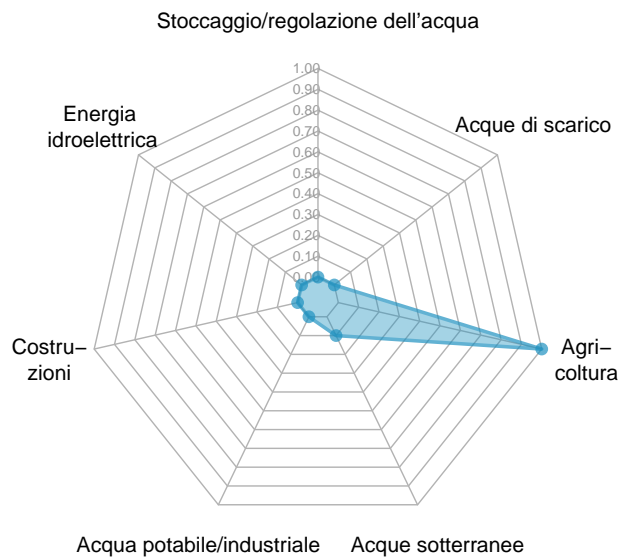 Stoccaggio/regolazione dell'acqua
1.00
0.90
0.80
0.70
0.60
0.50
0.40
0.30
0.20
0.10
0.00
Energia
idroelettrica
Acque di scarico
Costru–
zioni
Agri–
coltura
Acqua potabile/industriale
Acque sotterranee